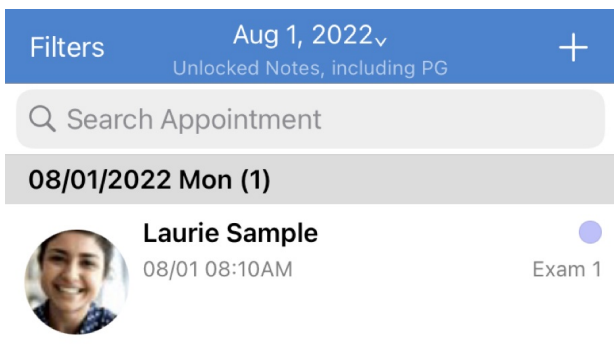 Filters
Aug 1, 2022
Unlocked Notes, including PG
+
Search Appointment
08/01/2022 Mon (1)
Laurie Sample
08/01 08:10AM
Exam 1